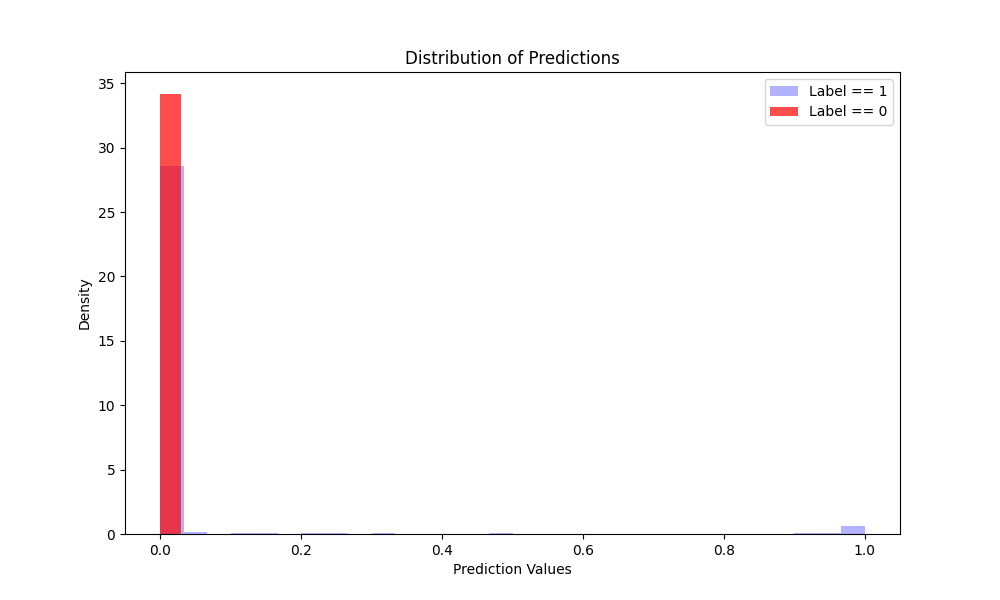 Distribution of Predictions
Label == 1
Label == 0
35
30
25
20
15
10
5
0
Density
0.0 0.2 0.4 0.6 0.8 1.0
Prediction Values